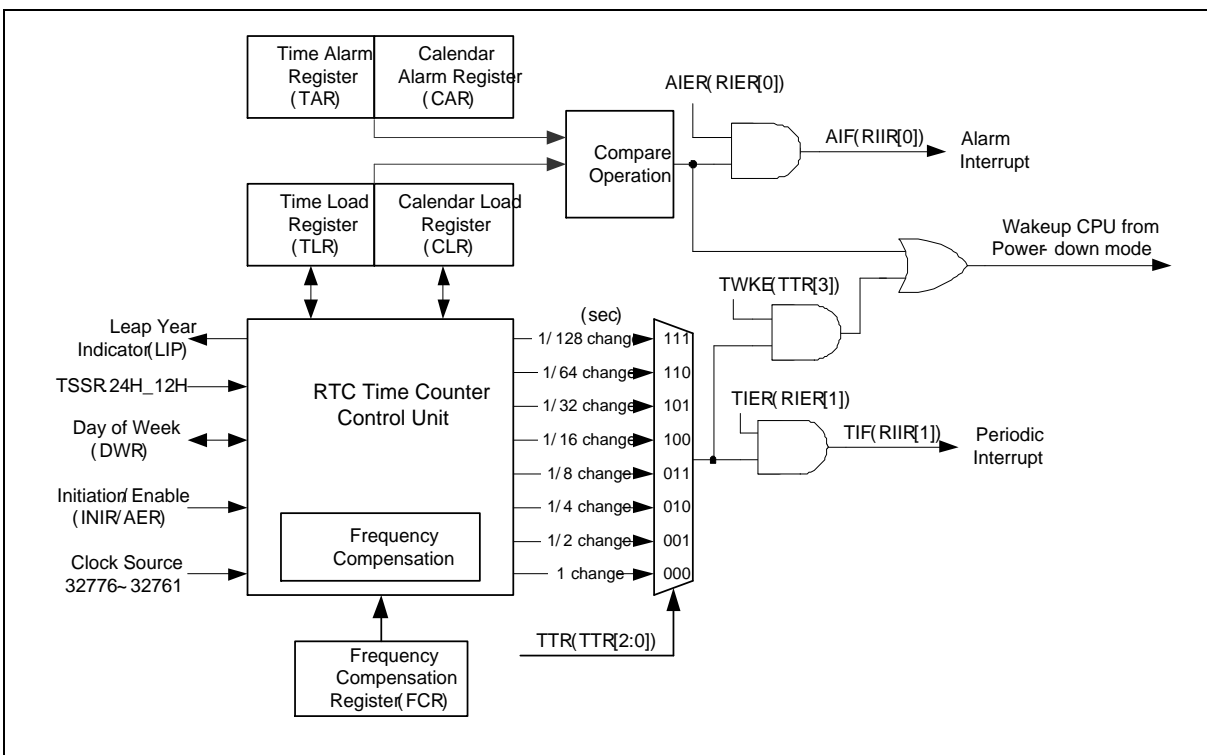 Time Alarm
Register
(TAR)
Calendar
Alarm Register
(CAR)
AIER(RIER[0])
AIF(RIIR[0])
Alarm
Interrupt
Compare
Operation
Time Load
Register
(TLR)
Calendar Load
Register
(CLR)
Wakeup CPU from
Power- down mode
TWKE(TTR[3])
(sec)
Leap Year
Indicator(LIP)
TSSR.24H_12H
Day of Week
(DWR)
Initiation/Enable
(INIR/AER)
Clock Source
32776~32761
RTC Time Counter
Control Unit
Frequency
Compensation
1/128 change
111
1/64 change
110
1/32 change
101
1/16 change
100
1/8 change
011
1/4 change
010
1/2 change
001
1 change
000
TIER(RIER[1])
TIF(RIIR[1])
Periodic
Interrupt
TTR(TTR[2:0])
Frequency
Compensation
Register(FCR)